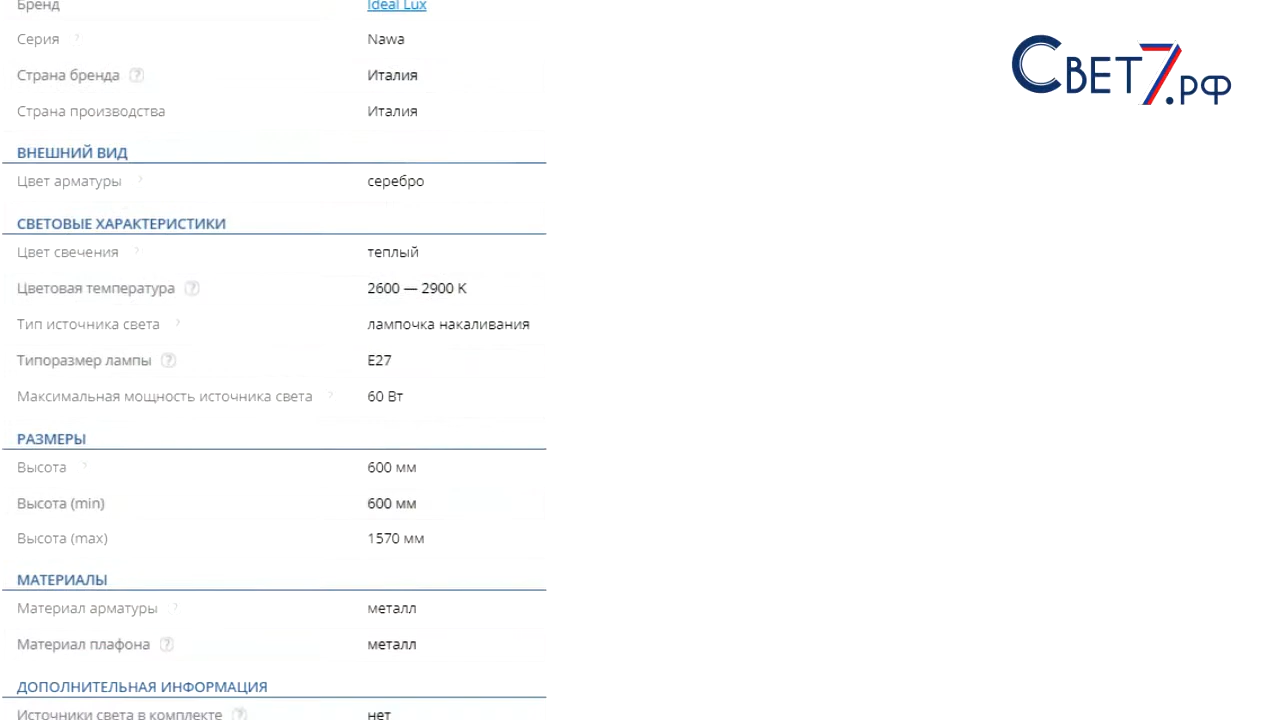 Бренд Ideal Lux
Серия Nawa
Страна бренда ? Италия
Страна производства Италия
ВНЕШНИЙ ВИД
Цвет арматуры серебро
СВЕТОВЫЕ ХАРАКТЕРИСТИКИ
Цвет свечения теплый
Цветовая температура ? 2600 — 2900 K
Тип источника света лампочка накаливания
Типоразмер лампы ? E27
Максимальная мощность источника света 60 Вт
РАЗМЕРЫ
Высота 600 мм
Высота (min) 600 мм
Высота (max) 1570 мм
МАТЕРИАЛЫ
Материал арматуры металл
Материал плафона ? металл
ДОПОЛНИТЕЛЬНАЯ ИНФОРМАЦИЯ
Источники света в комплекте ? нет
Свет7.рф